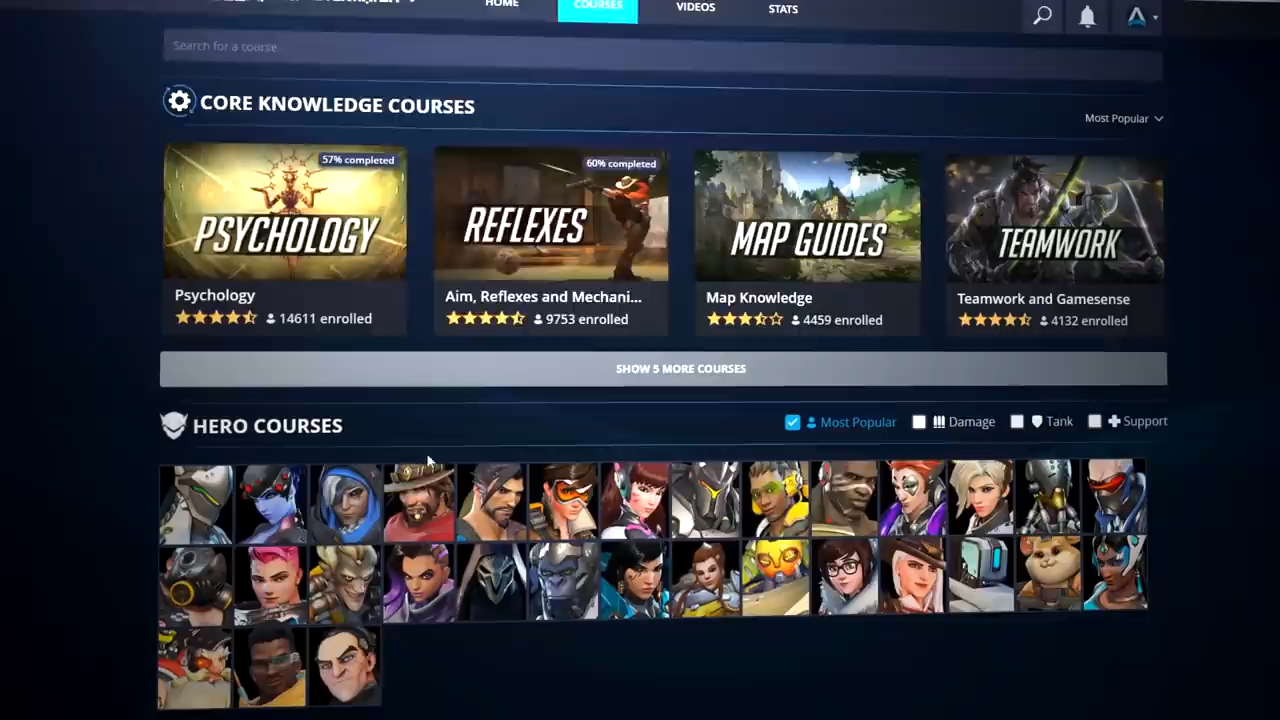 HOME COURSES VIDEOS STATS
Search for a course
CORE KNOWLEDGE COURSES
Most Popular
57% completed
PSYCHOLOGY
Psychology
14611 enrolled
60% completed
REFLEXES
Aim, Reflexes and Mechani...
9753 enrolled
MAP GUIDES
Map Knowledge
4459 enrolled
TEAMWORK
Teamwork and Gamesense
4132 enrolled
SHOW 5 MORE COURSES
HERO COURSES
Most Popular Damage Tank Support